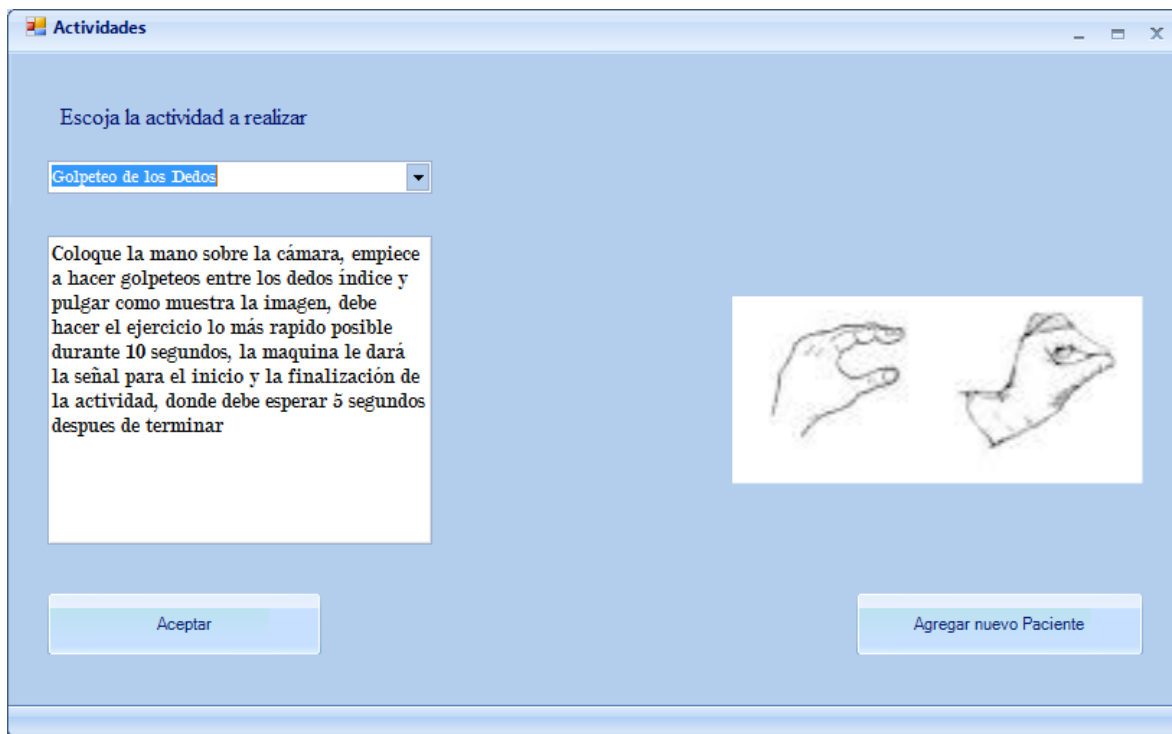 Actividades
Escoja la actividad a realizar
Golpeteo de los Dedos
Coloque la mano sobre la cámara, empiece
a hacer golpeteos entre los dedos índice y
pulgar como muestra la imagen, debe
hacer el ejercicio lo más rapido posible
durante 10 segundos, la maquina le dará
la señal para el inicio y la finalización de
la actividad, donde debe esperar 5 segundos
despues de terminar
Aceptar
Agregar nuevo Paciente